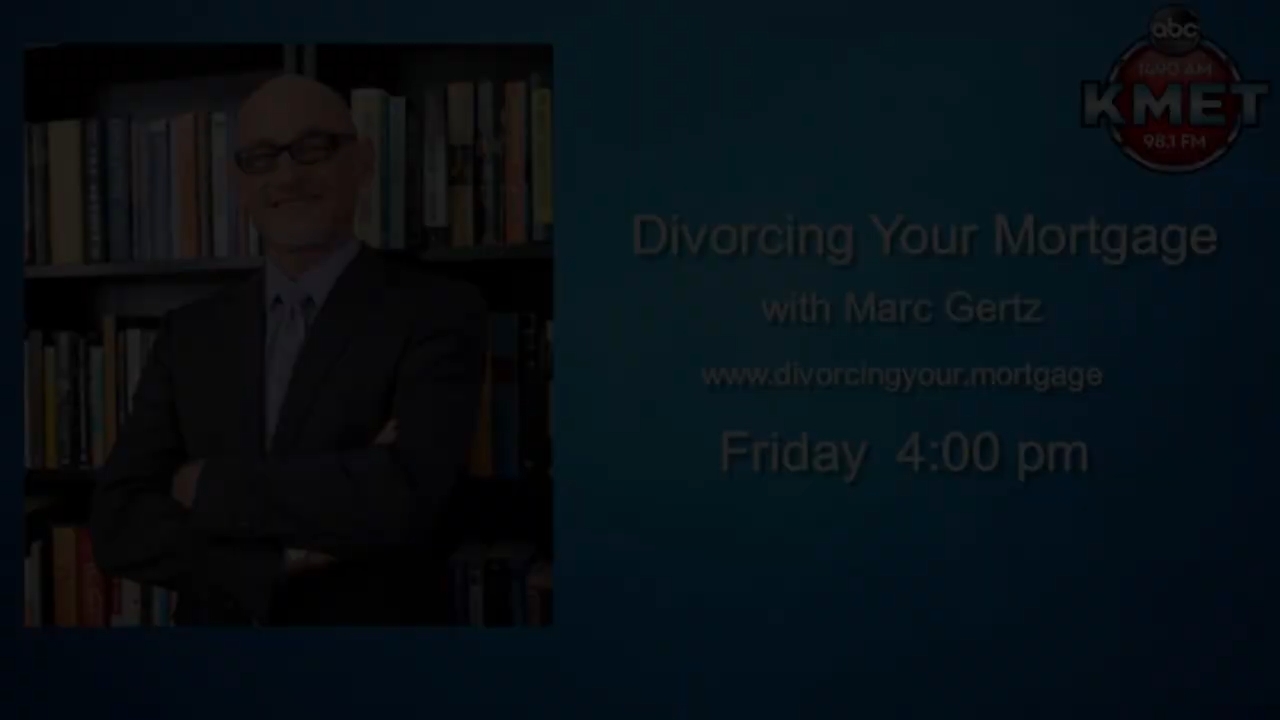 abc
1490 AM
KMET
98.1 FM
Divorcing Your Mortgage
with Marc Gertz
www.divorcingyour.mortgage
Friday 4:00 pm